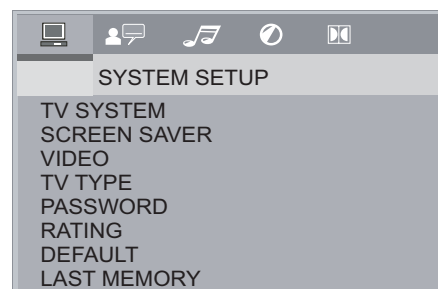 SYSTEM SETUP
TV SYSTEM
SCREEN SAVER
VIDEO
TV TYPE
PASSWORD
RATING
DEFAULT
LAST MEMORY